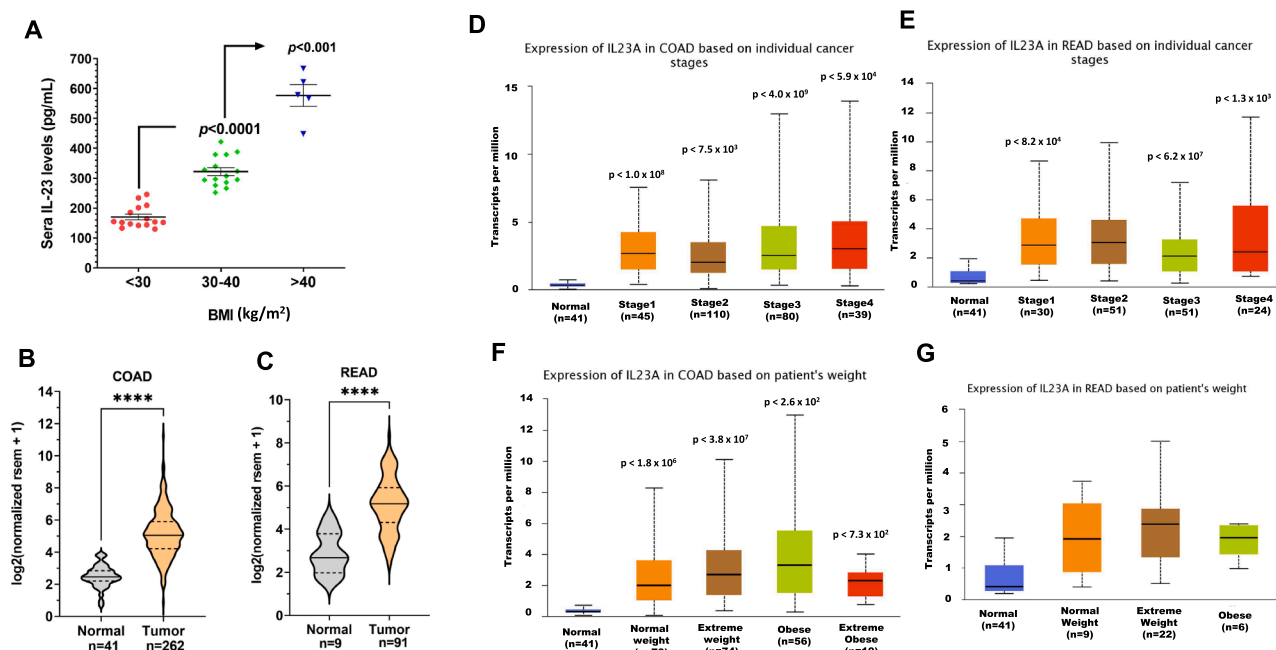 A
p<0.001
Sera IL-23 levels (pg/mL)
700
600
500
400
300
200
100
0
p<0.0001
<30
30-40
>40
BMI (kg/m²)
B
COAD
****
log2(normalized rsem + 1)
14
12
10
8
6
4
2
0
Normal
n=41
Tumor
n=262
C
READ
****
log2(normalized rsem + 1)
10
8
6
4
2
0
Normal
n=9
Tumor
n=91
D
Expression of IL23A in COAD based on individual cancer
stages
Transcripts per million
15
10
5
0
p < 1.0 x 10⁸
p < 7.5 x 10³
p < 4.0 x 10⁹
p < 5.9 x 10⁴
Normal
(n=41)
Stage1
(n=45)
Stage2
(n=110)
Stage3
(n=80)
Stage4
(n=39)
E
Expression of IL23A in READ based on individual cancer
stages
Transcripts per million
14
12
10
8
6
4
2
0
p < 8.2 x 10⁴
p < 6.2 x 10⁷
p < 1.3 x 10³
Normal
(n=41)
Stage1
(n=30)
Stage2
(n=51)
Stage3
(n=51)
Stage4
(n=24)
F
Expression of IL23A in COAD based on patient's weight
Transcripts per million
14
12
10
8
6
4
2
0
p < 1.8 x 10⁶
p < 3.8 x 10⁷
p < 2.6 x 10²
p < 7.3 x 10²
Normal
(n=41)
Normal
weight
Extreme
weight
(n=74)
Obese
(n=56)
Extreme
Obese
(n=10)
G
Expression of IL23A in READ based on patient's weight
Transcripts per million
6
5
4
3
2
1
0
Normal
(n=41)
Normal
Weight
(n=9)
Extreme
Weight
(n=22)
Obese
(n=6)